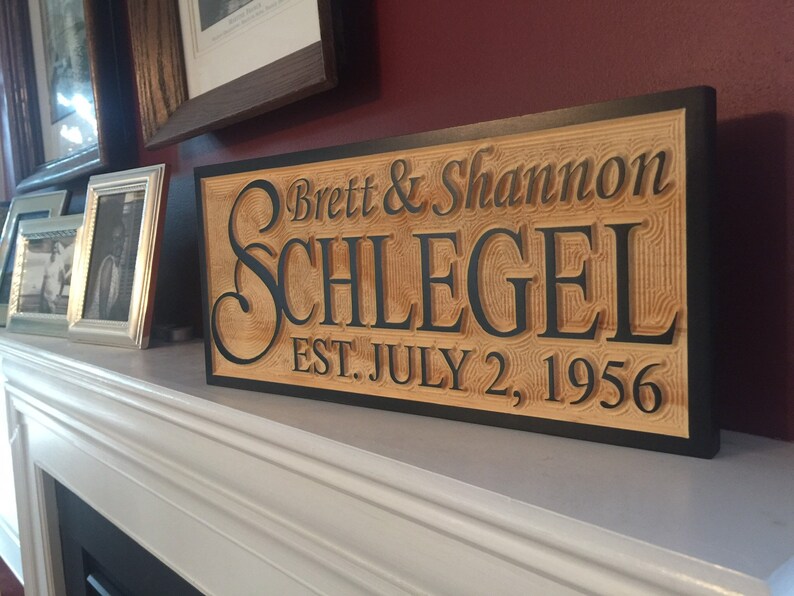 Brett & Shannon
SCHLEGEL
EST. JULY 2, 1956